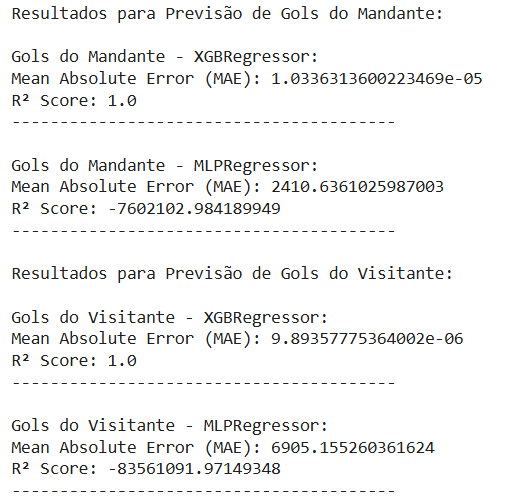 Resultados para Previsão de Gols do Mandante:
Gols do Mandante - XGBRegressor:
Mean Absolute Error (MAE): 1.0336313600223469e-05
R² Score: 1.0
----------------------------------------
Gols do Mandante - MLPRegressor:
Mean Absolute Error (MAE): 2410.6361025987003
R² Score: -7602102.984189949
----------------------------------------
Resultados para Previsão de Gols do Visitante:
Gols do Visitante - XGBRegressor:
Mean Absolute Error (MAE): 9.89357775364002e-06
R² Score: 1.0
----------------------------------------
Gols do Visitante - MLPRegressor:
Mean Absolute Error (MAE): 6905.155260361624
R² Score: -83561091.97149348
----------------------------------------